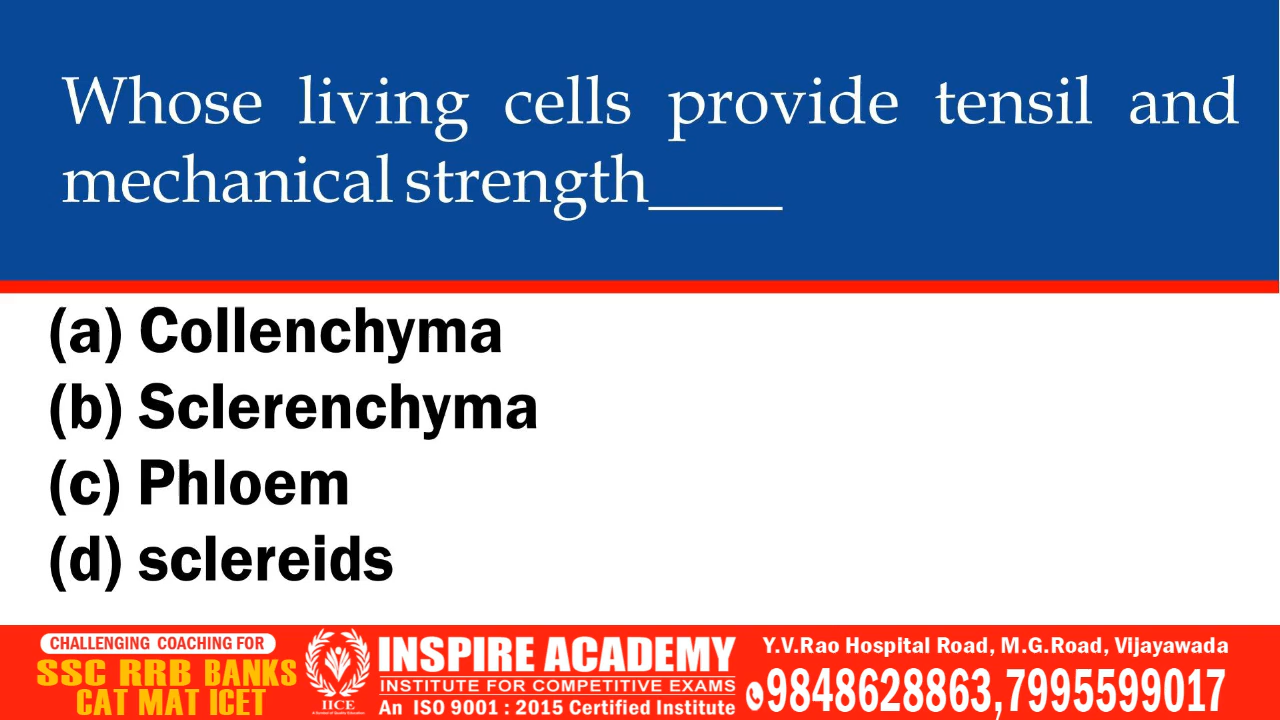 Whose living cells provide tensil and
mechanical strength____
(a) Collenchyma
(b) Sclerenchyma
(c) Phloem
(d) sclereids
CHALLENGING COACHING FOR
SSC RRB BANKS
CAT MAT ICET
IICE
INSPIRE ACADEMY
INSTITUTE FOR COMPETITIVE EXAMS
An ISO 9001 : 2015 Certified Institute
Y.V.Rao Hospital Road, M.G.Road, Vijayawada
9848628863,7995599017